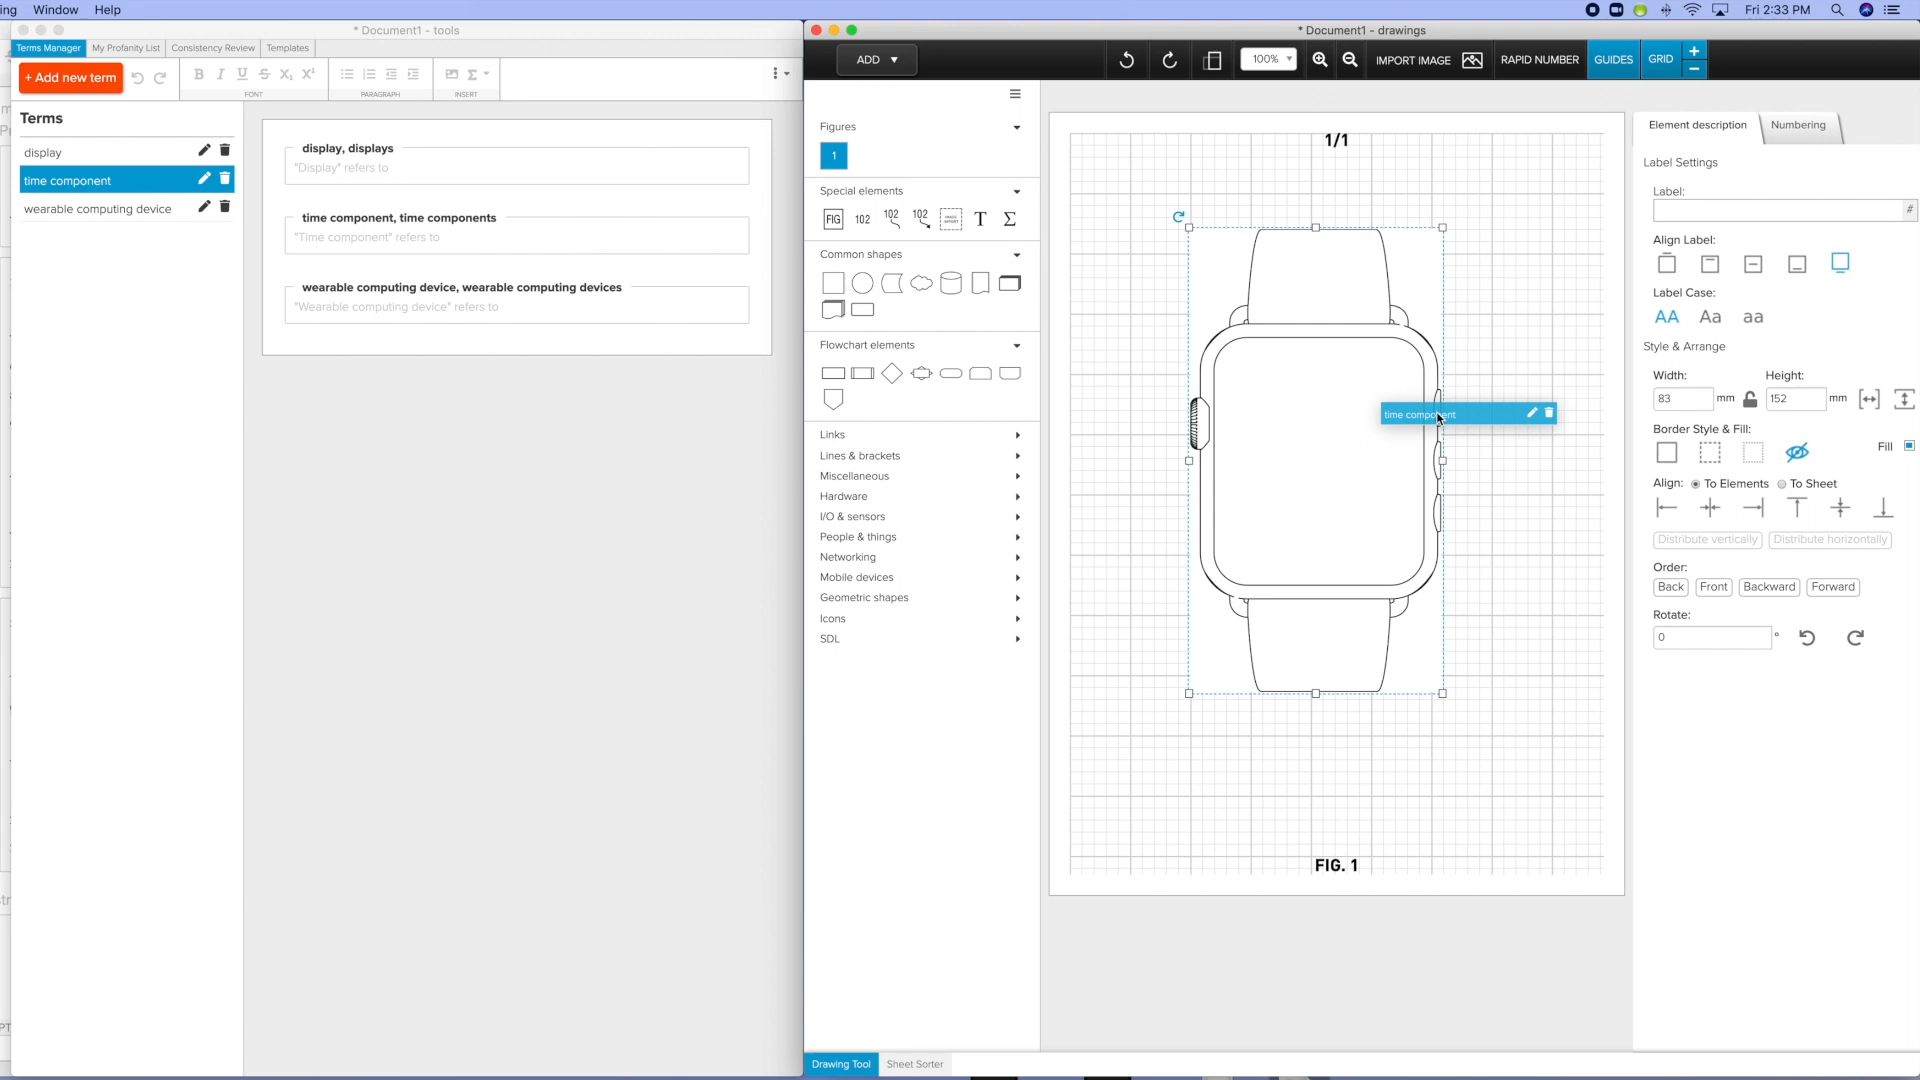 ing Window Help
Fri 2:33 PM
* Document1 - tools
Terms Manager My Profanity List Consistency Review Templates
+ Add new term
B I U S X₁ X¹
FONT PARAGRAPH INSERT
Terms
display
time component
wearable computing device
display, displays
"Display" refers to
time component, time components
"Time component" refers to
wearable computing device, wearable computing devices
"Wearable computing device" refers to
* Document1 - drawings
ADD
100%
IMPORT IMAGE
RAPID NUMBER
GUIDES
GRID
+
−
Figures
1
Special elements
FIG 102 102 102 T Σ
Common shapes
Flowchart elements
Links
Lines & brackets
Miscellaneous
Hardware
I/O & sensors
People & things
Networking
Mobile devices
Geometric shapes
Icons
SDL
1/1
time component
FIG. 1
Element description Numbering
Label Settings
Label:
#
Align Label:
Label Case:
AA Aa aa
Style & Arrange
Width: Height:
83 mm 152 mm
Border Style & Fill:
Fill
Align: To Elements To Sheet
Distribute vertically Distribute horizontally
Order:
Back Front Backward Forward
Rotate:
0 °
Drawing Tool Sheet Sorter